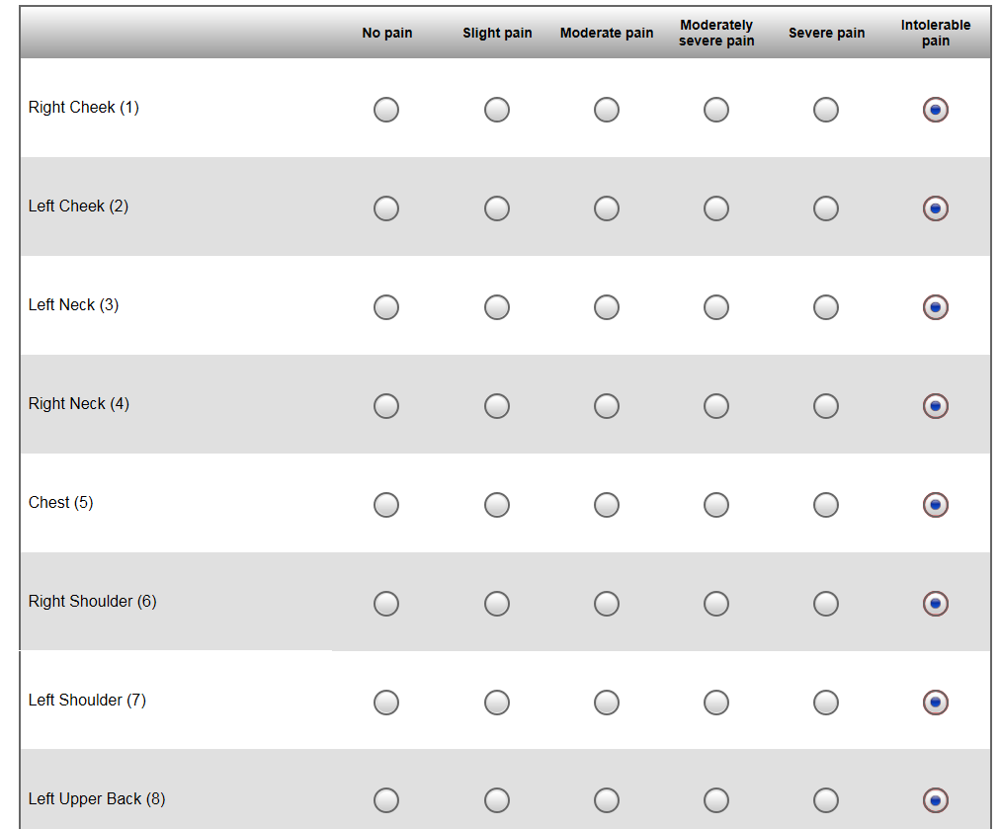 No pain Slight pain Moderate pain Moderately severe pain Severe pain Intolerable pain
Right Cheek (1)
Left Cheek (2)
Left Neck (3)
Right Neck (4)
Chest (5)
Right Shoulder (6)
Left Shoulder (7)
Left Upper Back (8)